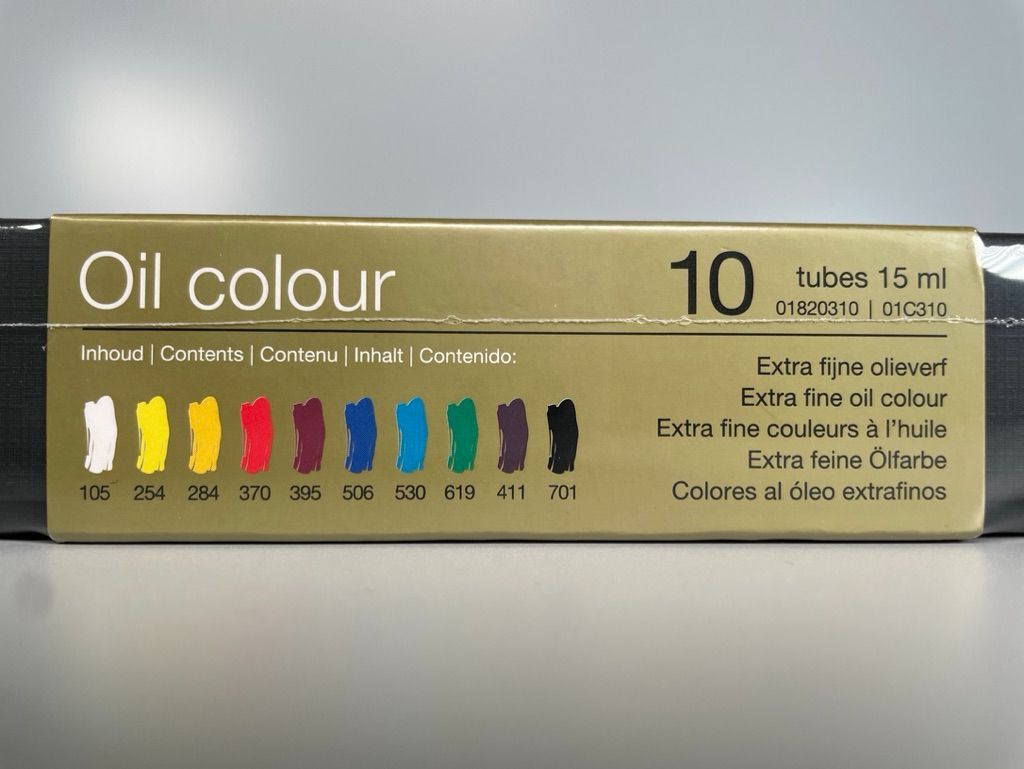 Oil colour
10 tubes 15 ml
01820310 | 01C310
Inhoud | Contents | Contenu | Inhalt | Contenido:
105 254 284 370 395 506 530 619 411 701
Extra fijne olieverf
Extra fine oil colour
Extra fine couleurs à l'huile
Extra feine Ölfarbe
Colores al óleo extrafinos